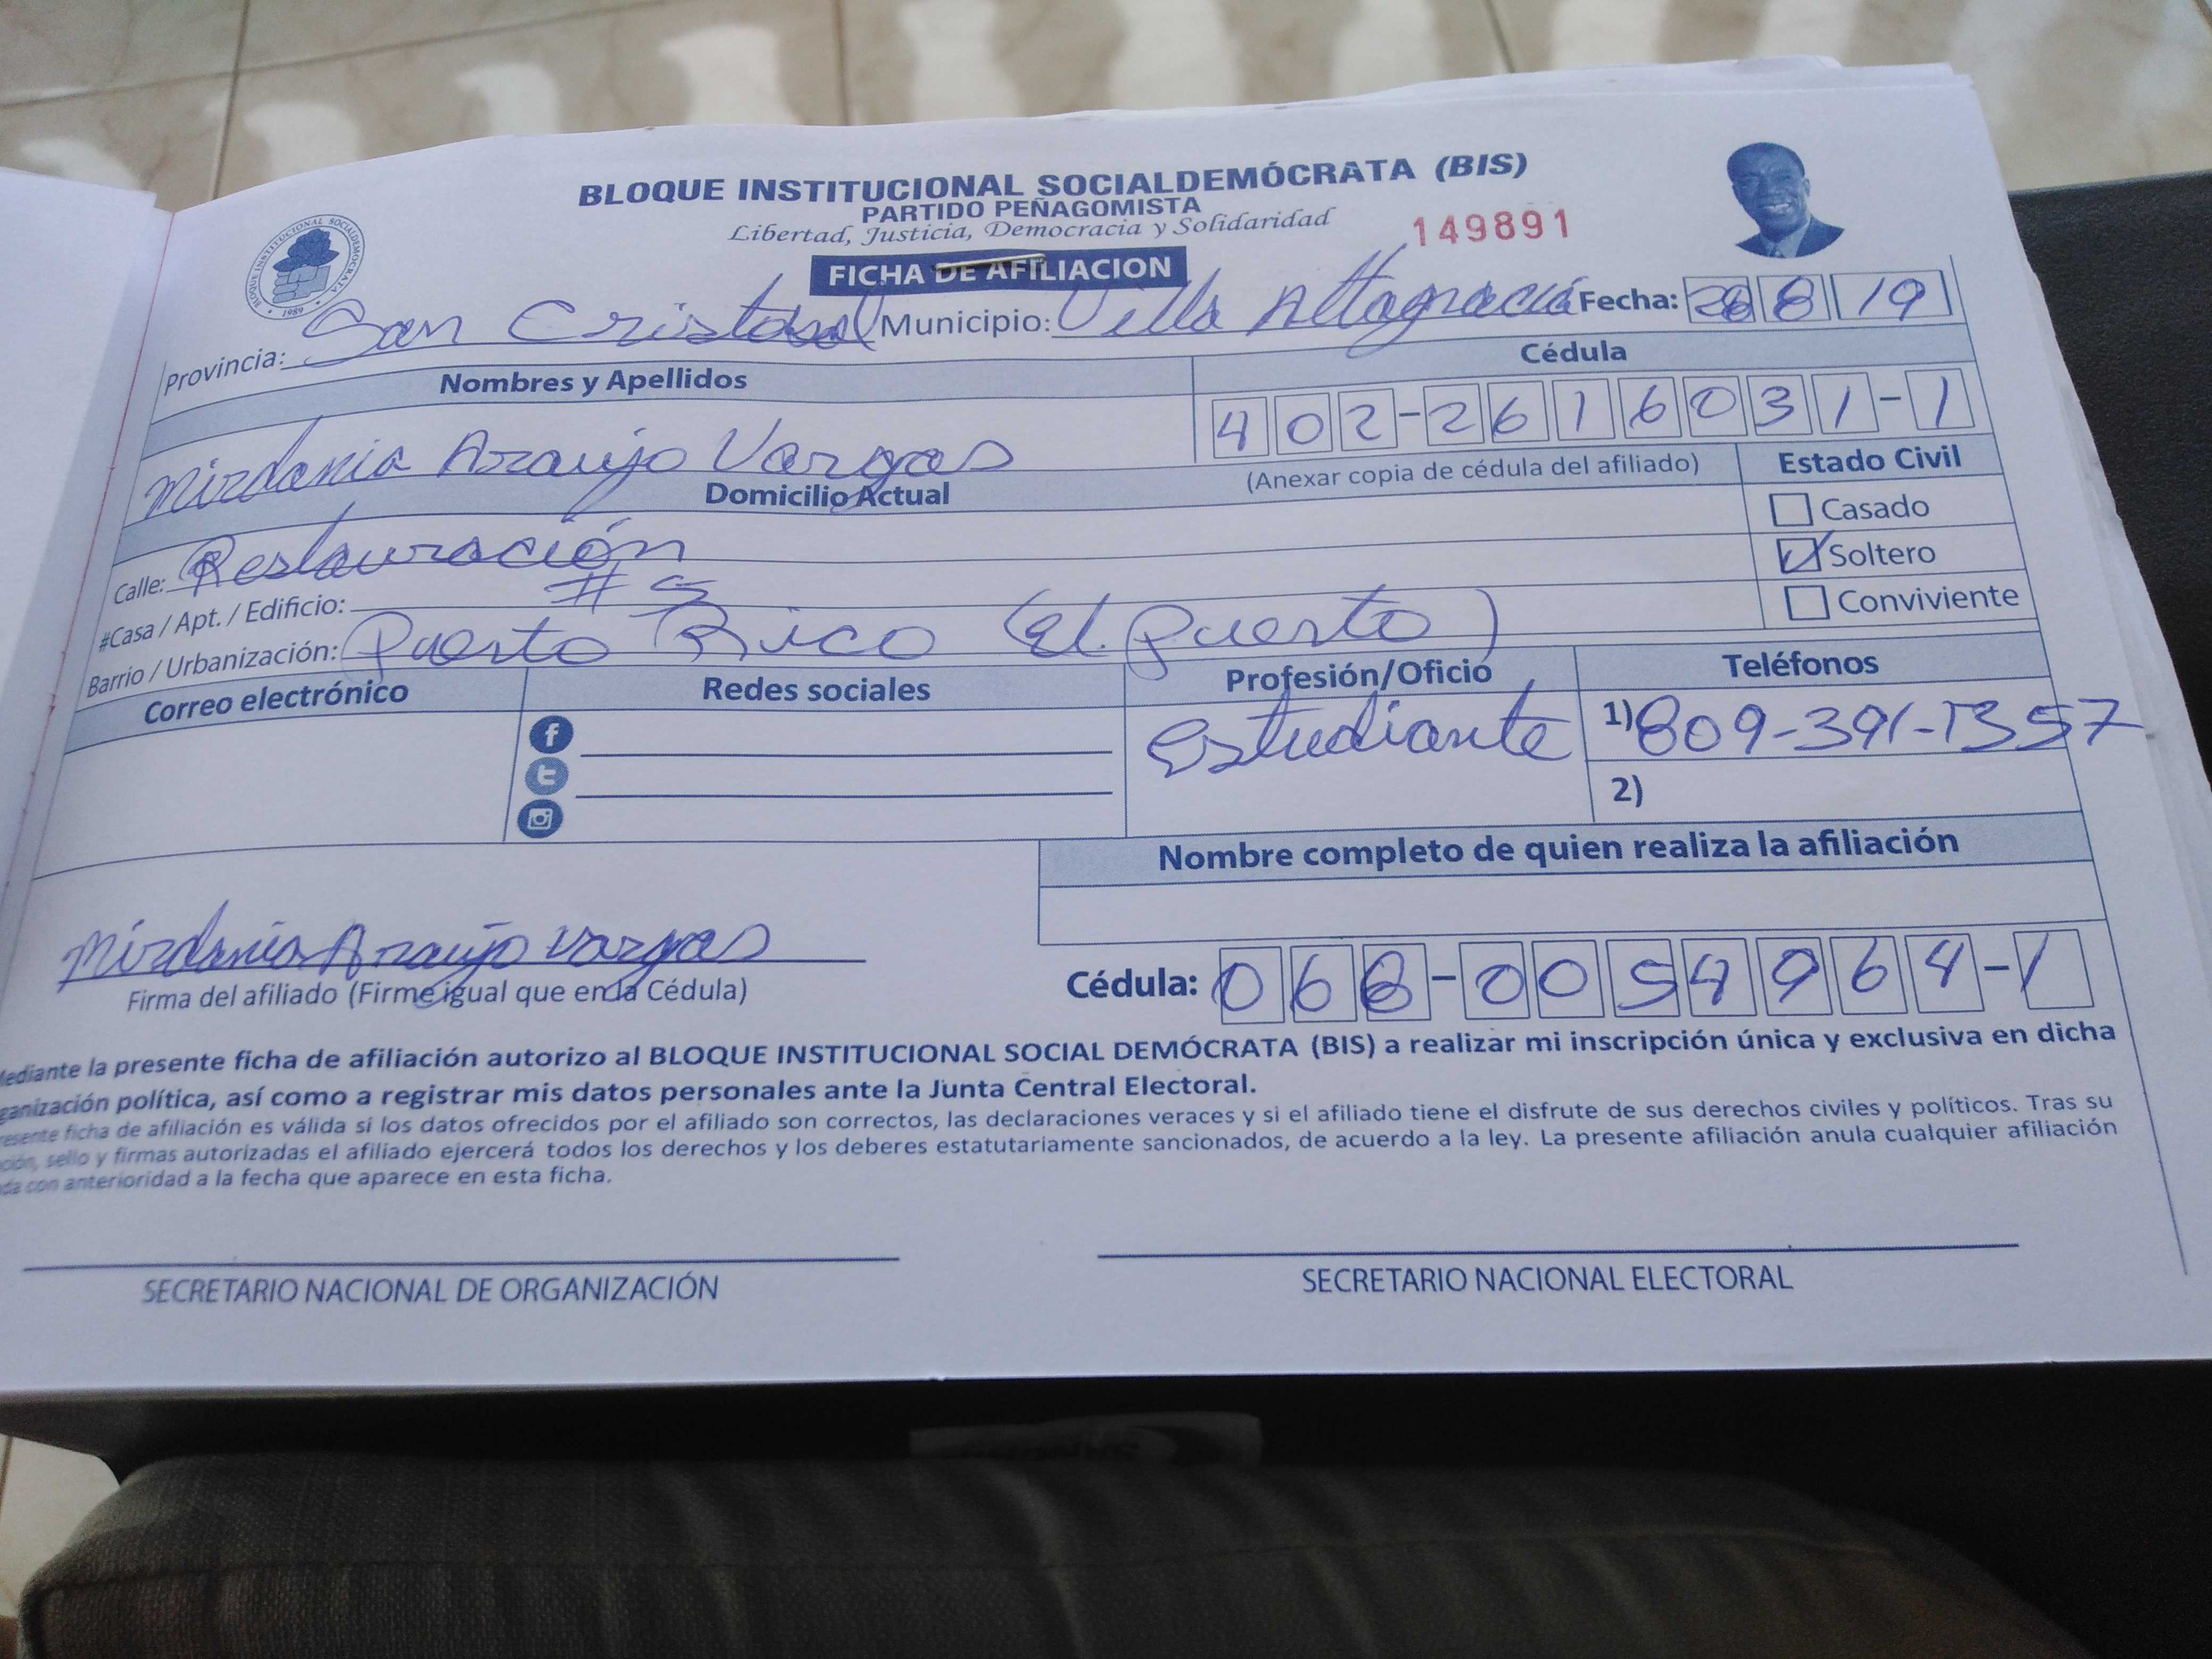 BLOQUE INSTITUCIONAL SOCIALDEMÓCRATA (BIS)
PARTIDO PEÑAGOMISTA
Libertad, Justicia, Democracia y Solidaridad
149891
BLOQUE INSTITUCIONAL SOCIALDEMOCRATA
1989
FICHA DE AFILIACION
Provincia: San Cristobal Municipio: Villa Altagracia Fecha: 8 19
Nombres y Apellidos Cédula
Mirdania Araujo Vargas 402-2616031-1
(Anexar copia de cédula del afiliado) Estado Civil
Domicilio Actual
Casado
Calle: Restauración
Soltero
#Casa / Apt. / Edificio: # 5
Conviviente
Barrio / Urbanización: Puerto Rico (El puerto)
Correo electrónico Redes sociales Profesión/Oficio Teléfonos
Estudiante 1) 809-391-1357
2)
Nombre completo de quien realiza la afiliación
Mirdania Araujo vargas
Firma del afiliado (Firme igual que en la Cédula) Cédula: 068-0054964-1
Mediante la presente ficha de afiliación autorizo al BLOQUE INSTITUCIONAL SOCIAL DEMÓCRATA (BIS) a realizar mi inscripción única y exclusiva en dicha
ganización política, así como a registrar mis datos personales ante la Junta Central Electoral.
resente ficha de afiliación es válida si los datos ofrecidos por el afiliado son correctos, las declaraciones veraces y si el afiliado tiene el disfrute de sus derechos civiles y políticos. Tras su
ción, sello y firmas autorizadas el afiliado ejercerá todos los derechos y los deberes estatutariamente sancionados, de acuerdo a la ley. La presente afiliación anula cualquier afiliación
da con anterioridad a la fecha que aparece en esta ficha.
SECRETARIO NACIONAL DE ORGANIZACIÓN SECRETARIO NACIONAL ELECTORAL